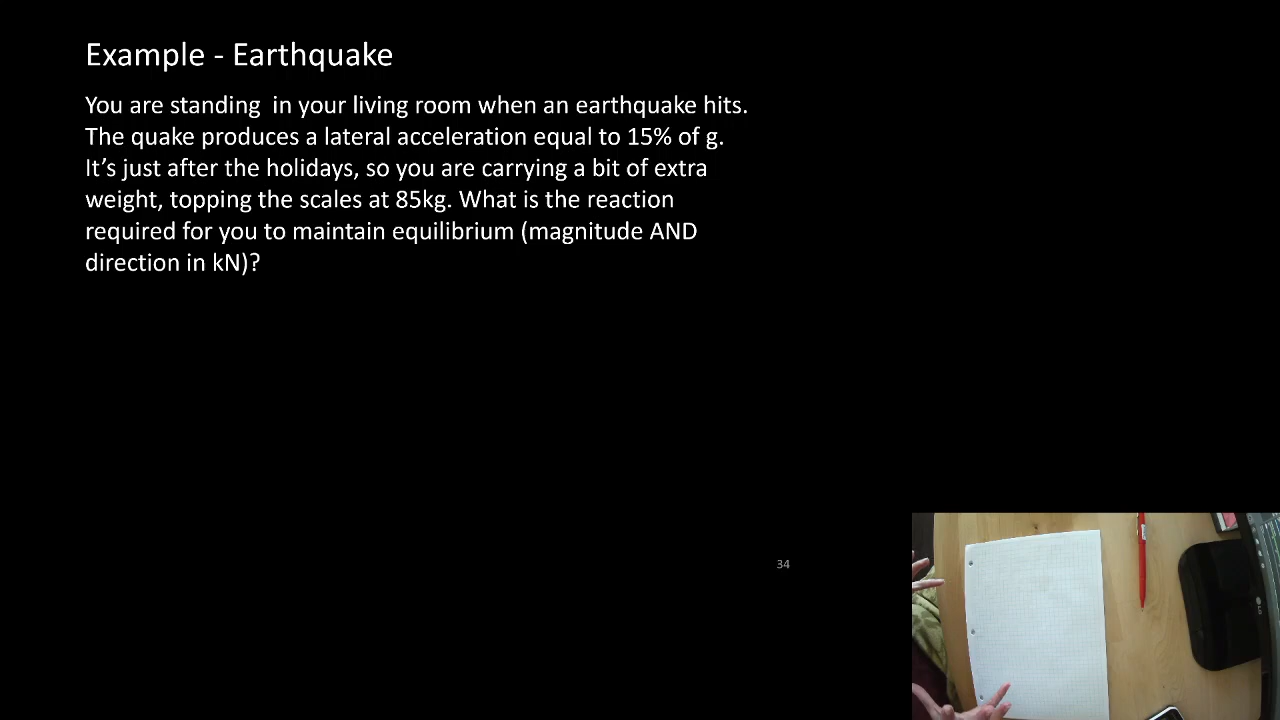 Example - Earthquake
You are standing  in your living room when an earthquake hits.
The quake produces a lateral acceleration equal to 15% of g.
It’s just after the holidays, so you are carrying a bit of extra
weight, topping the scales at 85kg. What is the reaction
required for you to maintain equilibrium (magnitude AND
direction in kN)?
34
LG